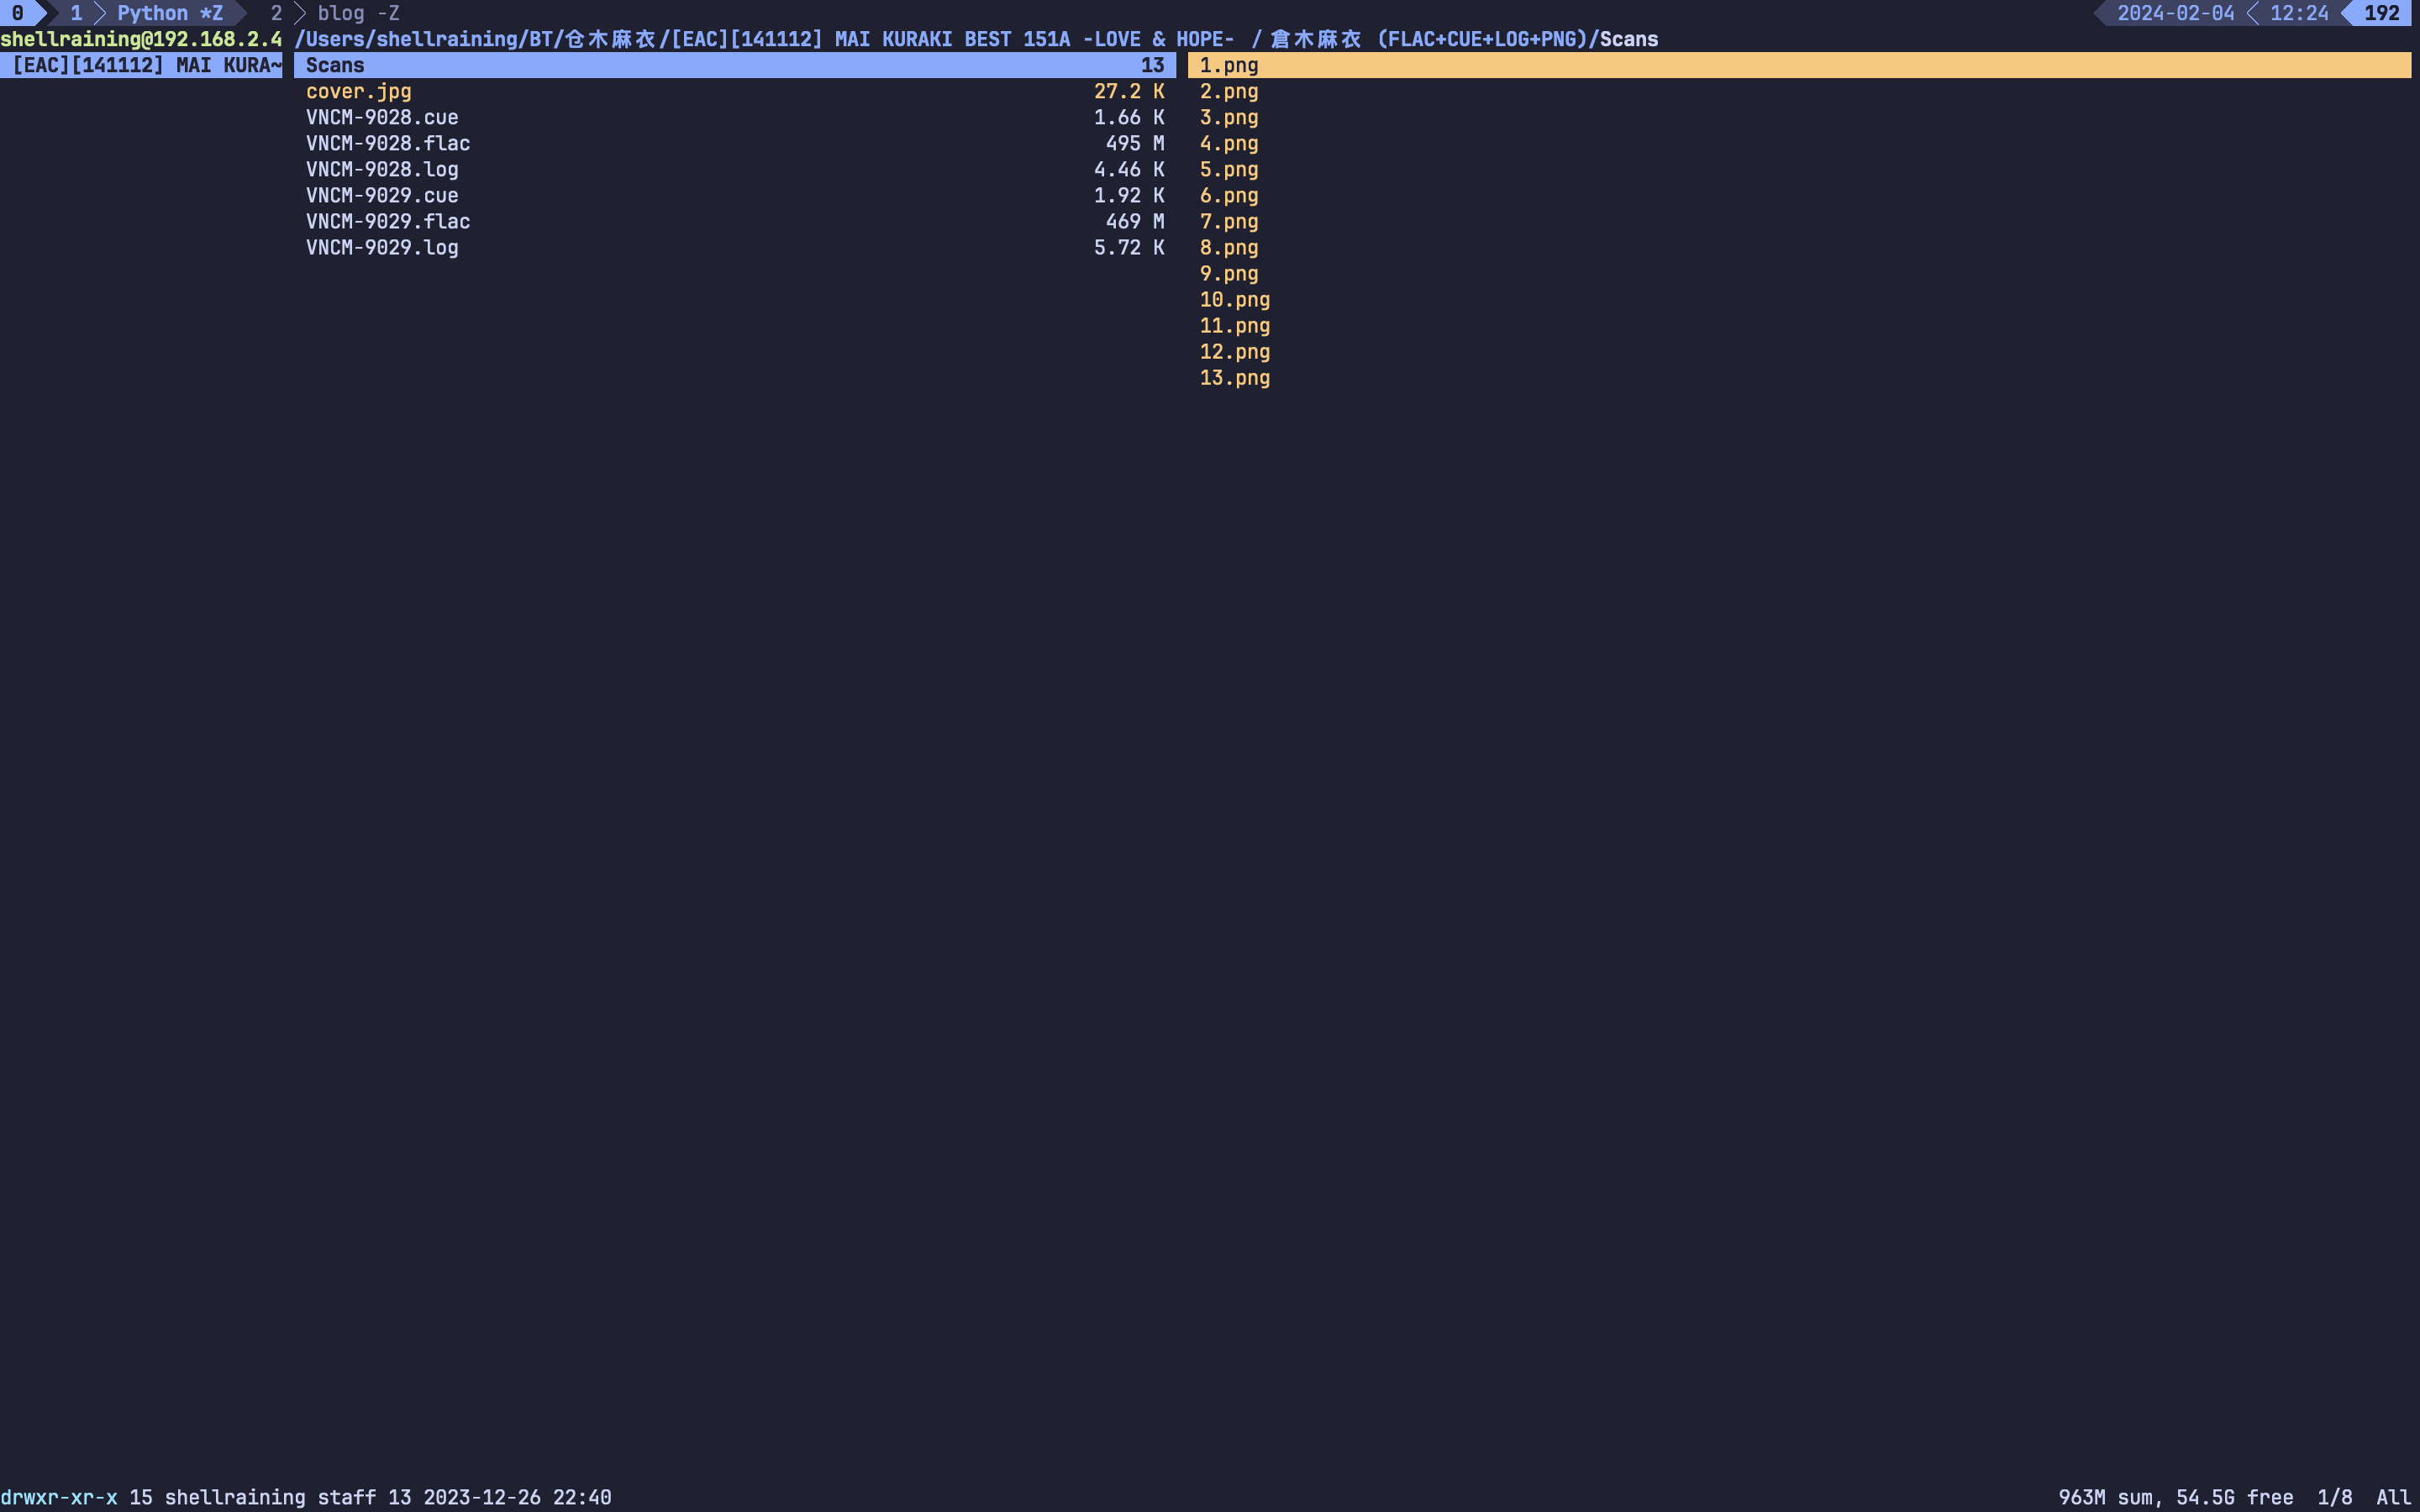 0 1 Python *Z 2 blog -Z 2024-02-04 12:24 192
shellraining@192.168.2.4 /Users/shellraining/BT/仓木麻衣/[EAC][141112] MAI KURAKI BEST 151A -LOVE & HOPE- /倉木麻衣 (FLAC+CUE+LOG+PNG)/Scans
[EAC][141112] MAI KURA~ Scans 13 1.png
cover.jpg 27.2 K 2.png
VNCM-9028.cue 1.66 K 3.png
VNCM-9028.flac 495 M 4.png
VNCM-9028.log 4.46 K 5.png
VNCM-9029.cue 1.92 K 6.png
VNCM-9029.flac 469 M 7.png
VNCM-9029.log 5.72 K 8.png
9.png
10.png
11.png
12.png
13.png
drwxr-xr-x 15 shellraining staff 13 2023-12-26 22:40 963M sum, 54.5G free 1/8 All